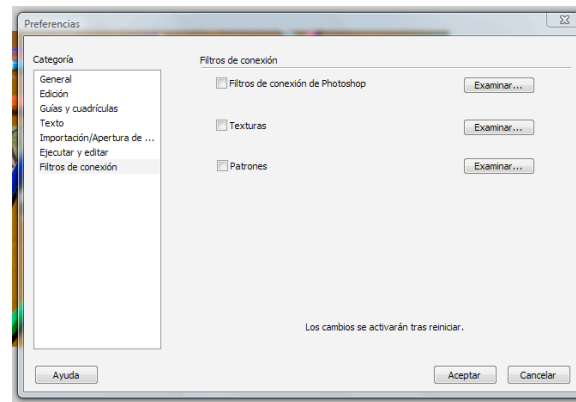 Preferencias
Categoría
General
Edición
Guías y cuadrículas
Texto
Importación/Apertura de ...
Ejecutar y editar
Filtros de conexión
Filtros de conexión
Filtros de conexión de Photoshop
Examinar...
Texturas
Examinar...
Patrones
Examinar...
Los cambios se activarán tras reiniciar.
Ayuda
Aceptar
Cancelar